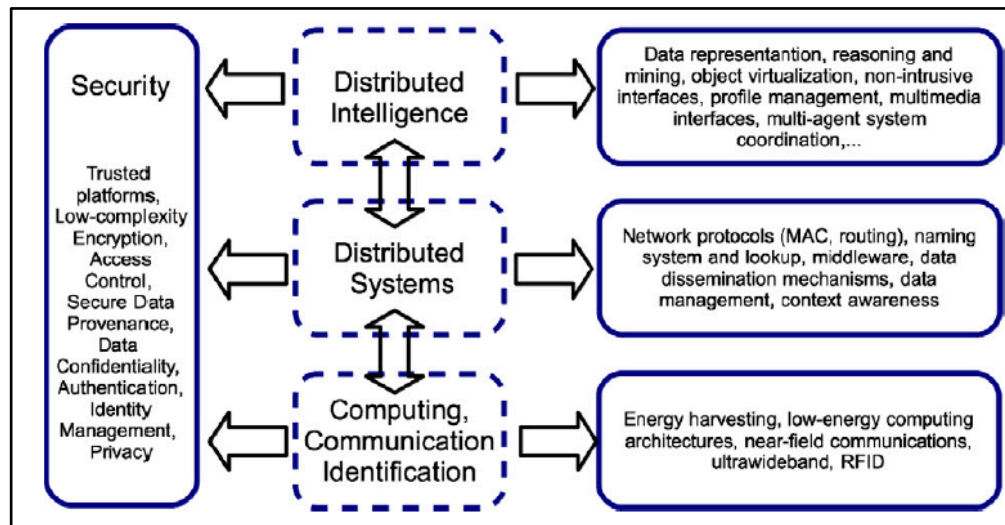 Security
Trusted
platforms,
Low-complexity
Encryption,
Access
Control,
Secure Data
Provenance,
Data
Confidentiality,
Authentication,
Identity
Management,
Privacy
Distributed
Intelligence
Data representantion, reasoning and
mining, object virtualization, non-intrusive
interfaces, profile management, multimedia
interfaces, multi-agent system
coordination,...
Distributed
Systems
Network protocols (MAC, routing), naming
system and lookup, middleware, data
dissemination mechanisms, data
management, context awareness
Computing,
Communication
Identification
Energy harvesting, low-energy computing
architectures, near-field communications,
ultrawideband, RFID